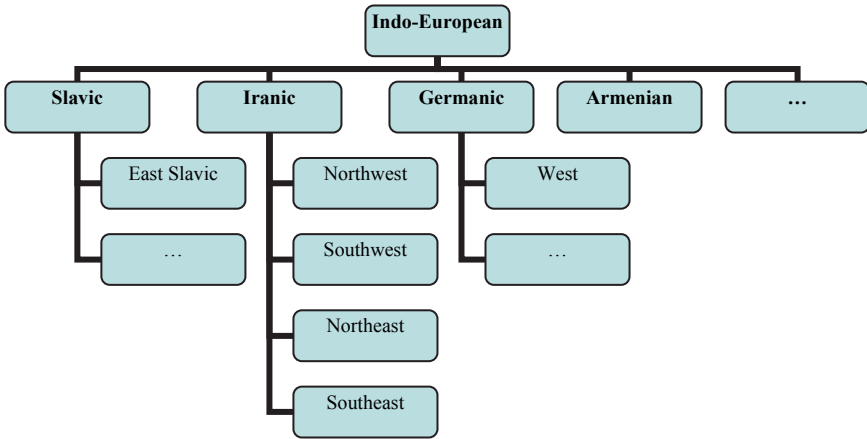 Indo-European
Slavic
Iranic
Germanic
Armenian
…
East Slavic
Northwest
West
…
Southwest
…
Northeast
Southeast